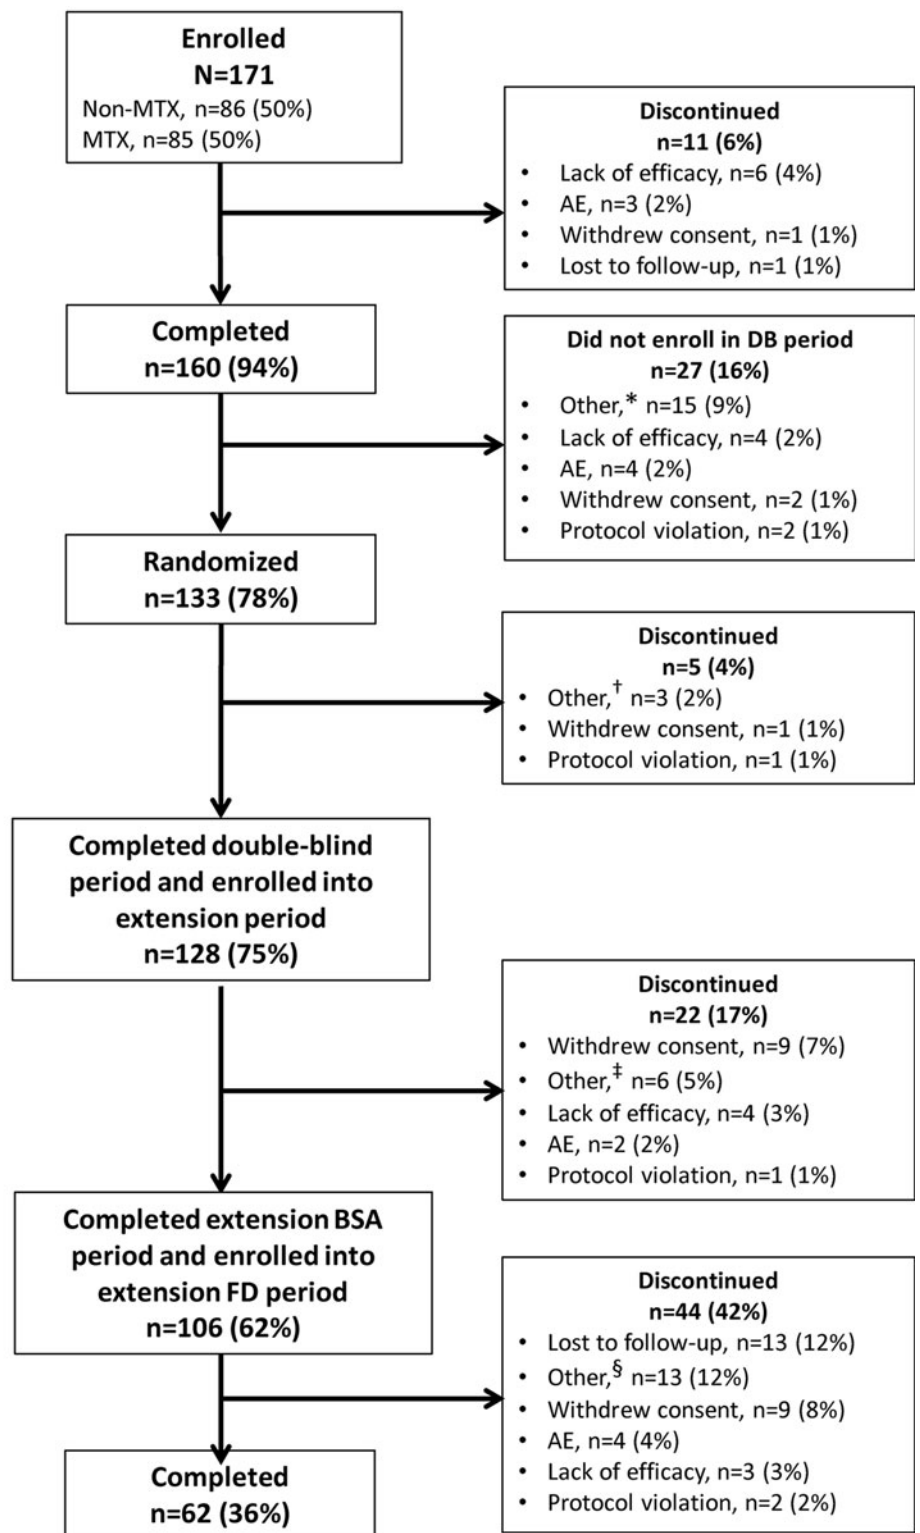 Enrolled
N=171
Non-MTX, n=86 (50%)
MTX, n=85 (50%)
Discontinued
n=11 (6%)
• Lack of efficacy, n=6 (4%)
• AE, n=3 (2%)
• Withdrew consent, n=1 (1%)
• Lost to follow-up, n=1 (1%)
Completed
n=160 (94%)
Did not enroll in DB period
n=27 (16%)
• Other,* n=15 (9%)
• Lack of efficacy, n=4 (2%)
• AE, n=4 (2%)
• Withdrew consent, n=2 (1%)
• Protocol violation, n=2 (1%)
Randomized
n=133 (78%)
Discontinued
n=5 (4%)
• Other,† n=3 (2%)
• Withdrew consent, n=1 (1%)
• Protocol violation, n=1 (1%)
Completed double-blind
period and enrolled into
extension period
n=128 (75%)
Discontinued
n=22 (17%)
• Withdrew consent, n=9 (7%)
• Other,‡ n=6 (5%)
• Lack of efficacy, n=4 (3%)
• AE, n=2 (2%)
• Protocol violation, n=1 (1%)
Completed extension BSA
period and enrolled into
extension FD period
n=106 (62%)
Discontinued
n=44 (42%)
• Lost to follow-up, n=13 (12%)
• Other,§ n=13 (12%)
• Withdrew consent, n=9 (8%)
• AE, n=4 (4%)
• Lack of efficacy, n=3 (3%)
• Protocol violation, n=2 (2%)
Completed
n=62 (36%)